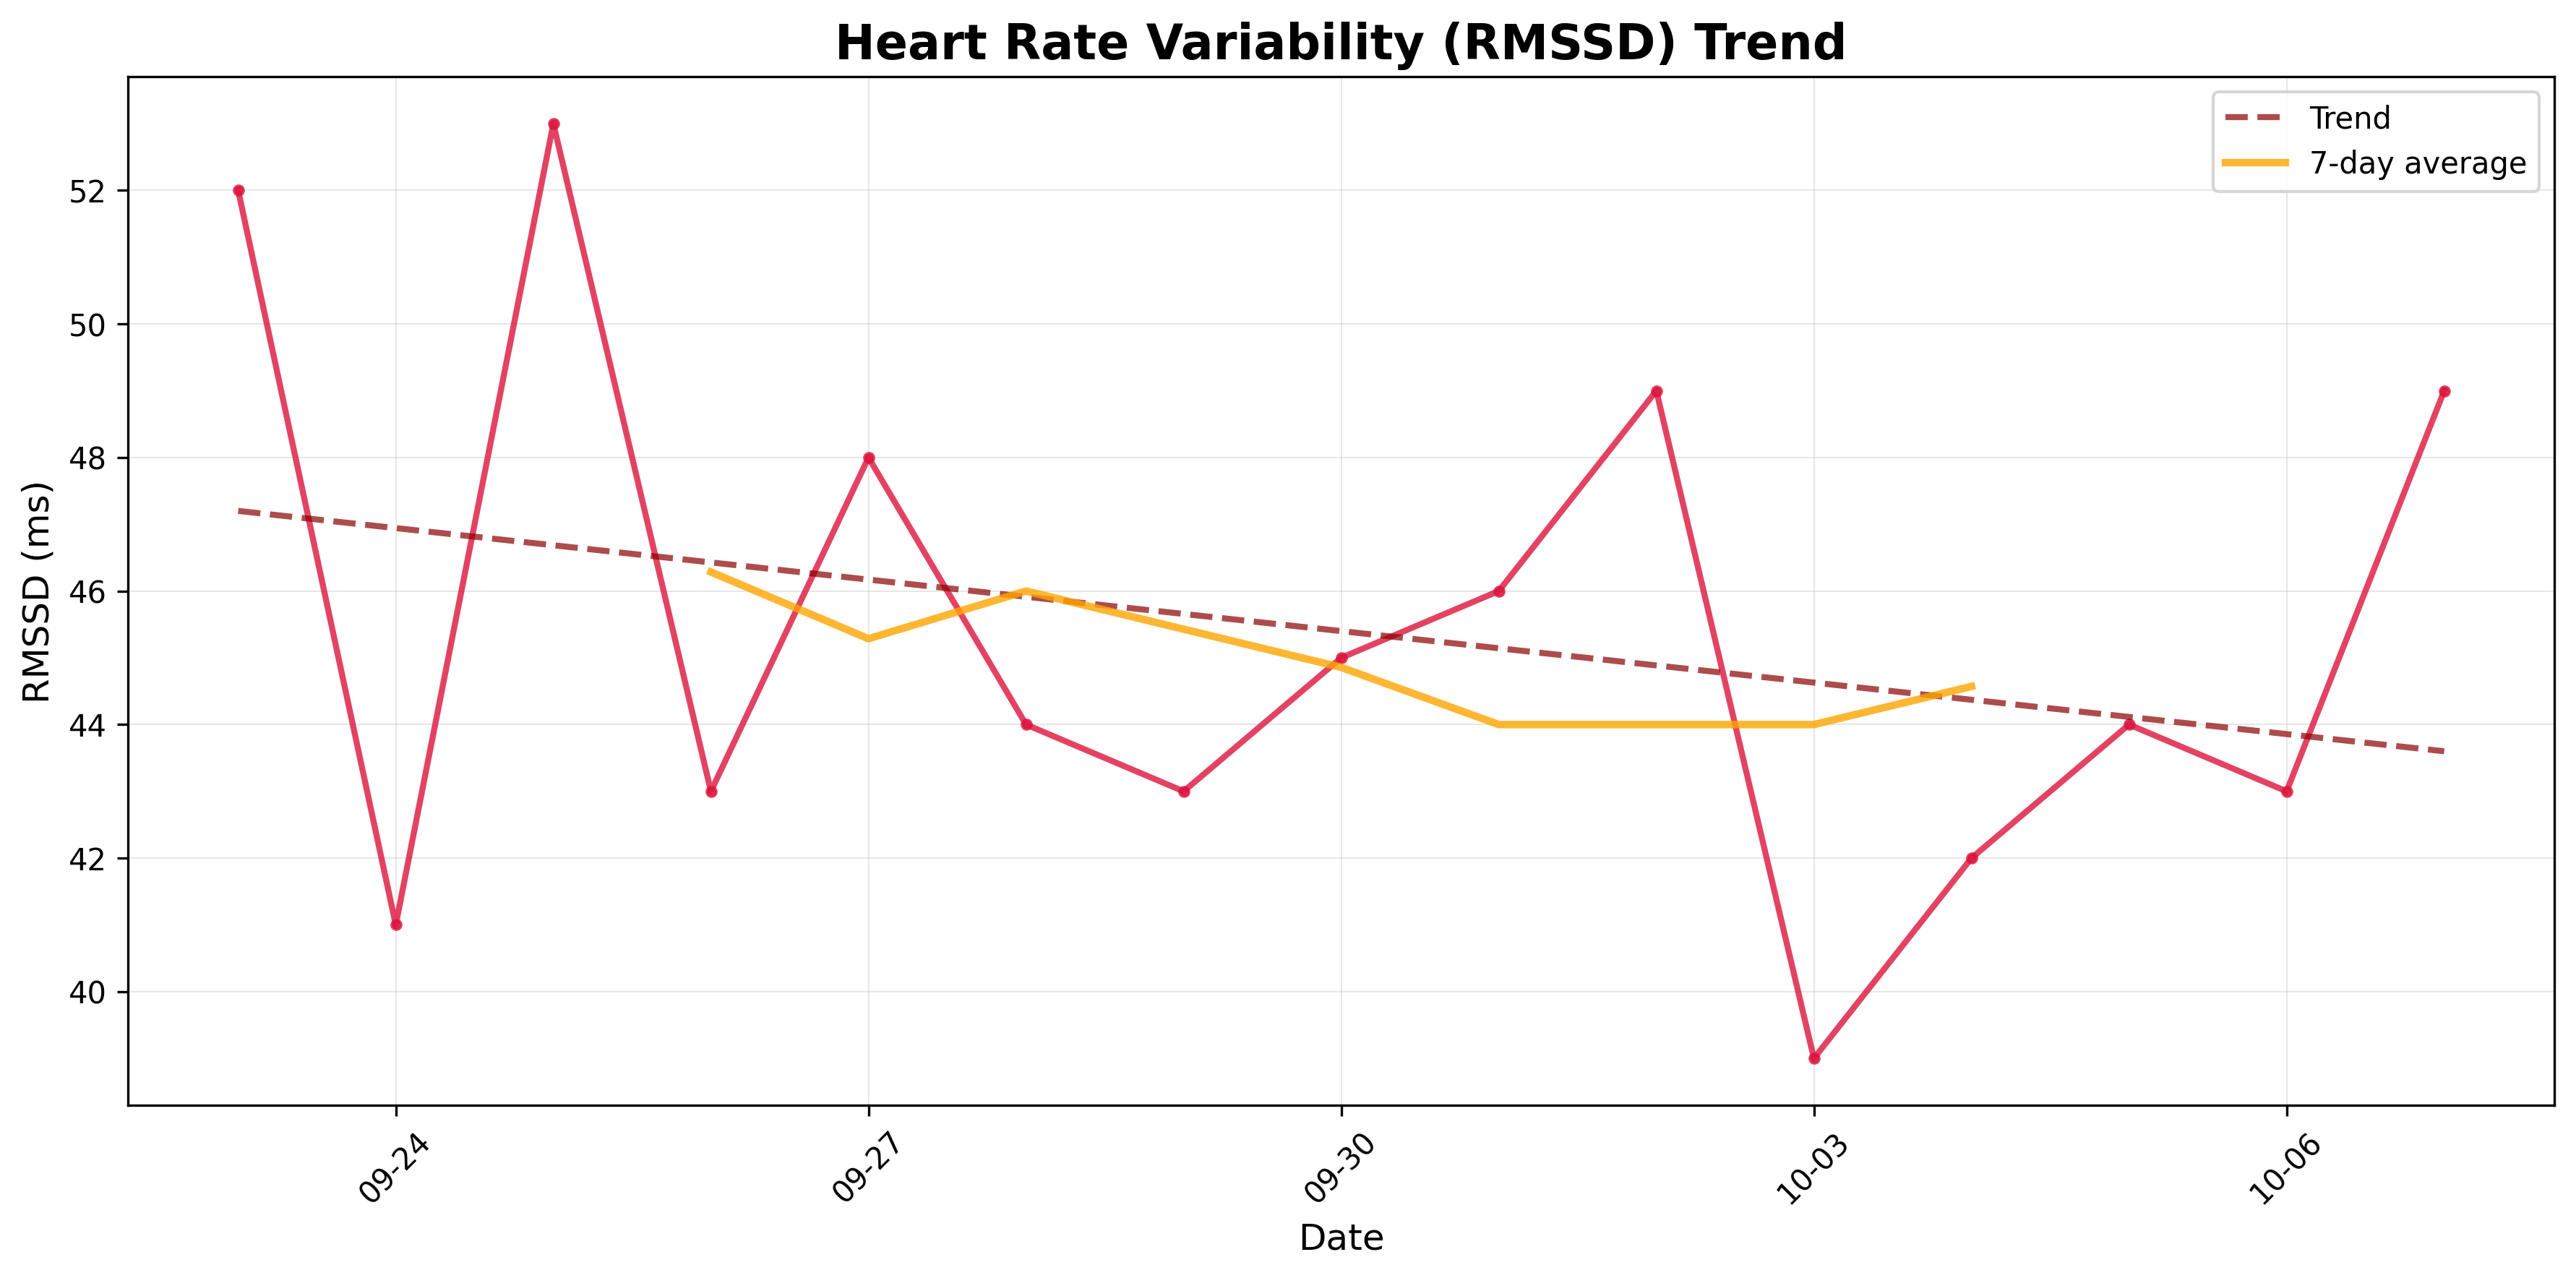 Heart Rate Variability (RMSSD) Trend
Trend
7-day average
RMSSD (ms)
52
50
48
46
44
42
40
09-24
09-27
09-30
10-03
10-06
Date